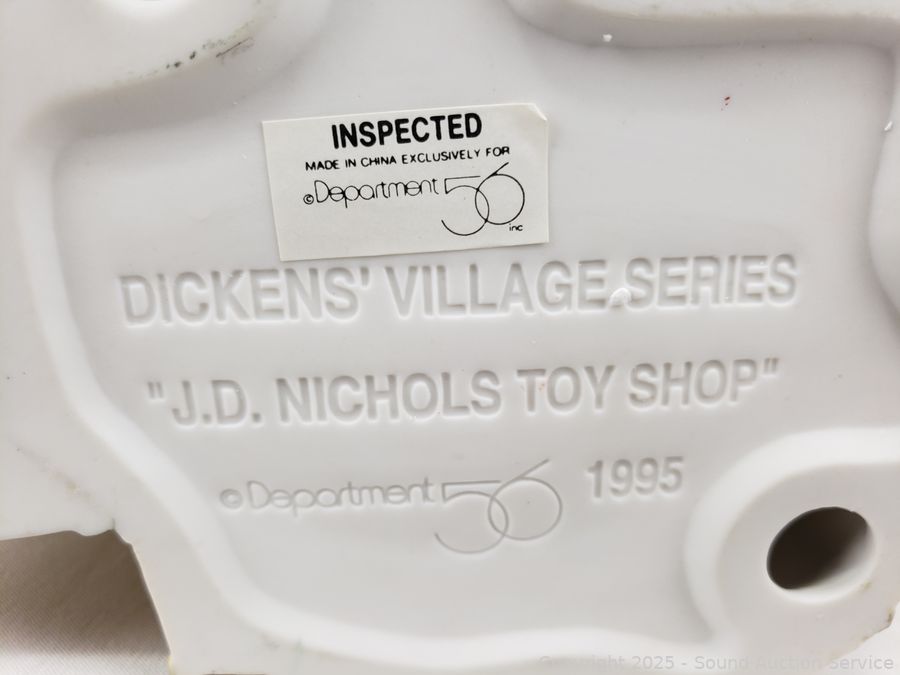 INSPECTED
MADE IN CHINA EXCLUSIVELY FOR
©Department 56
inc
DICKENS' VILLAGE SERIES
"J.D. NICHOLS TOY SHOP"
©Department 56 1995
Copyright 2025 - Sound Auction Service